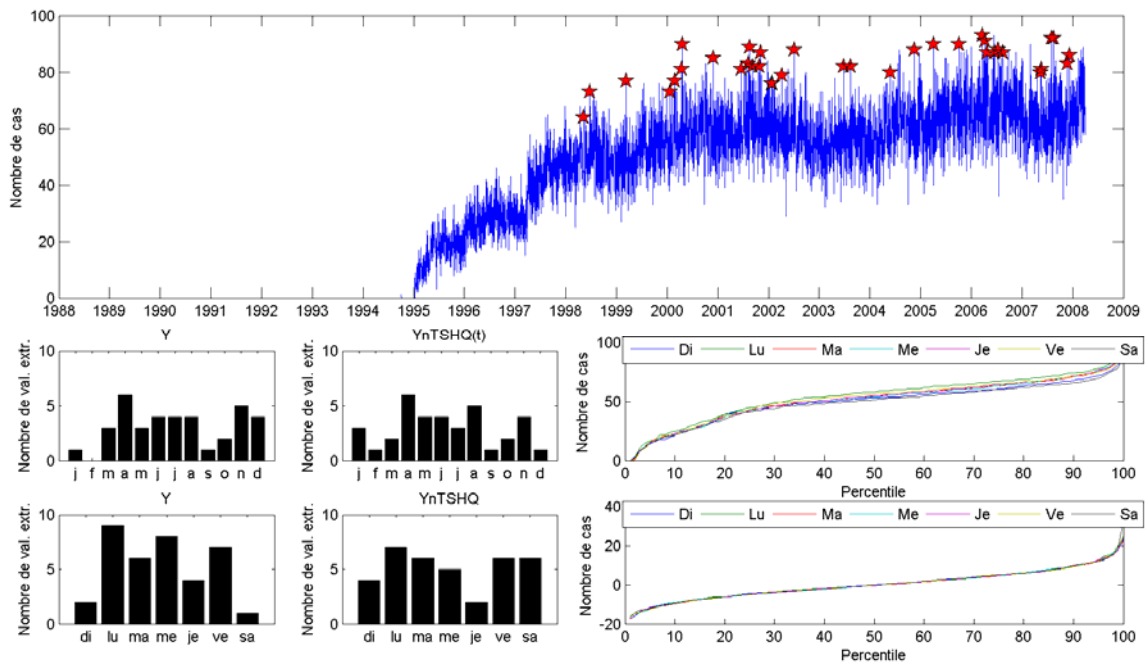 100
80
60
40
20
0
Nombre de cas
1988 1989 1990 1991 1992 1993 1994 1995 1996 1997 1998 1999 2000 2001 2002 2003 2004 2005 2006 2007 2008 2009
Y
10
5
0
Nombre de val. extr.
j f m a m j j a s o n d
YnTSHQ(t)
10
5
0
Nombre de val. extr.
j f m a m j j a s o n d
100
50
0
Nombre de cas
Di Lu Ma Me Je Ve Sa
0 10 20 30 40 50 60 70 80 90 100
Percentile
Y
10
5
0
Nombre de val. extr.
di lu ma me je ve sa
YnTSHQ
10
5
0
Nombre de val. extr.
di lu ma me je ve sa
40
20
0
-20
Nombre de cas
Di Lu Ma Me Je Ve Sa
0 10 20 30 40 50 60 70 80 90 100
Percentile